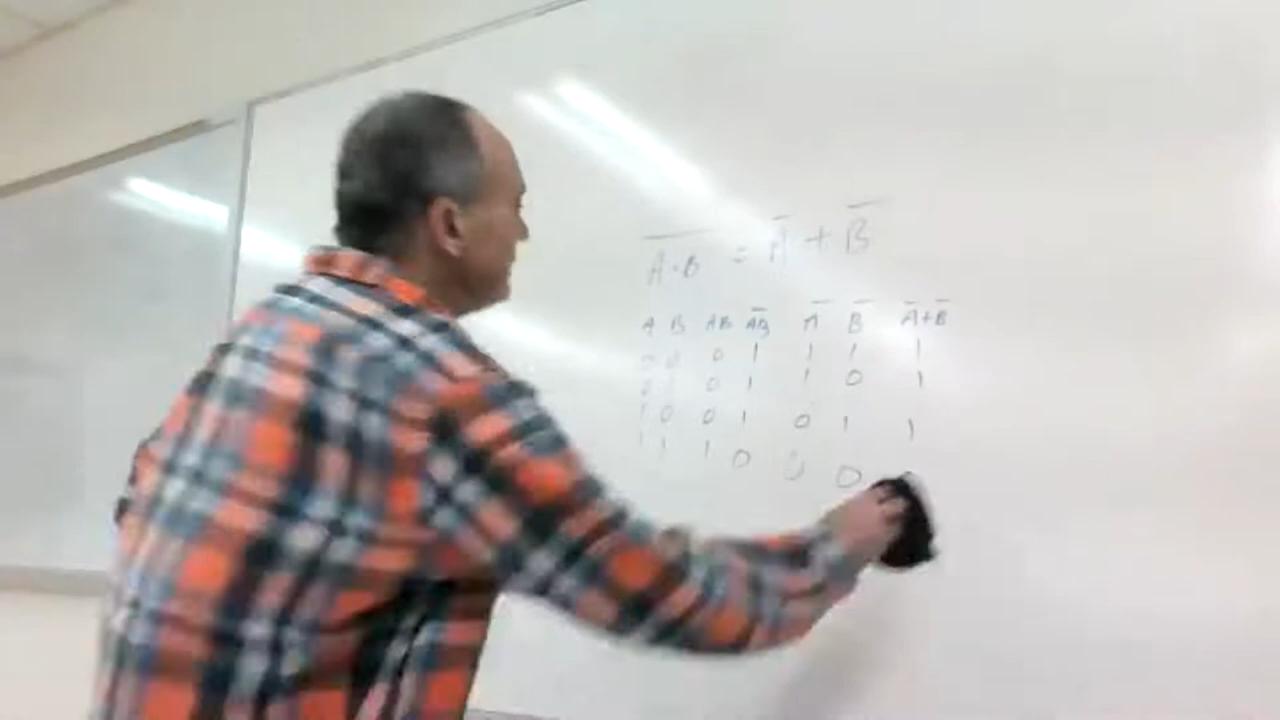 A̅·̅B̅ = A̅ + B̅
A B AB A̅B̅ A̅ B̅ A̅+B̅
0 0 0 1 1 1 1
0 1 0 1 1 0 1
1 0 0 1 0 1 1
1 1 1 0 0 0